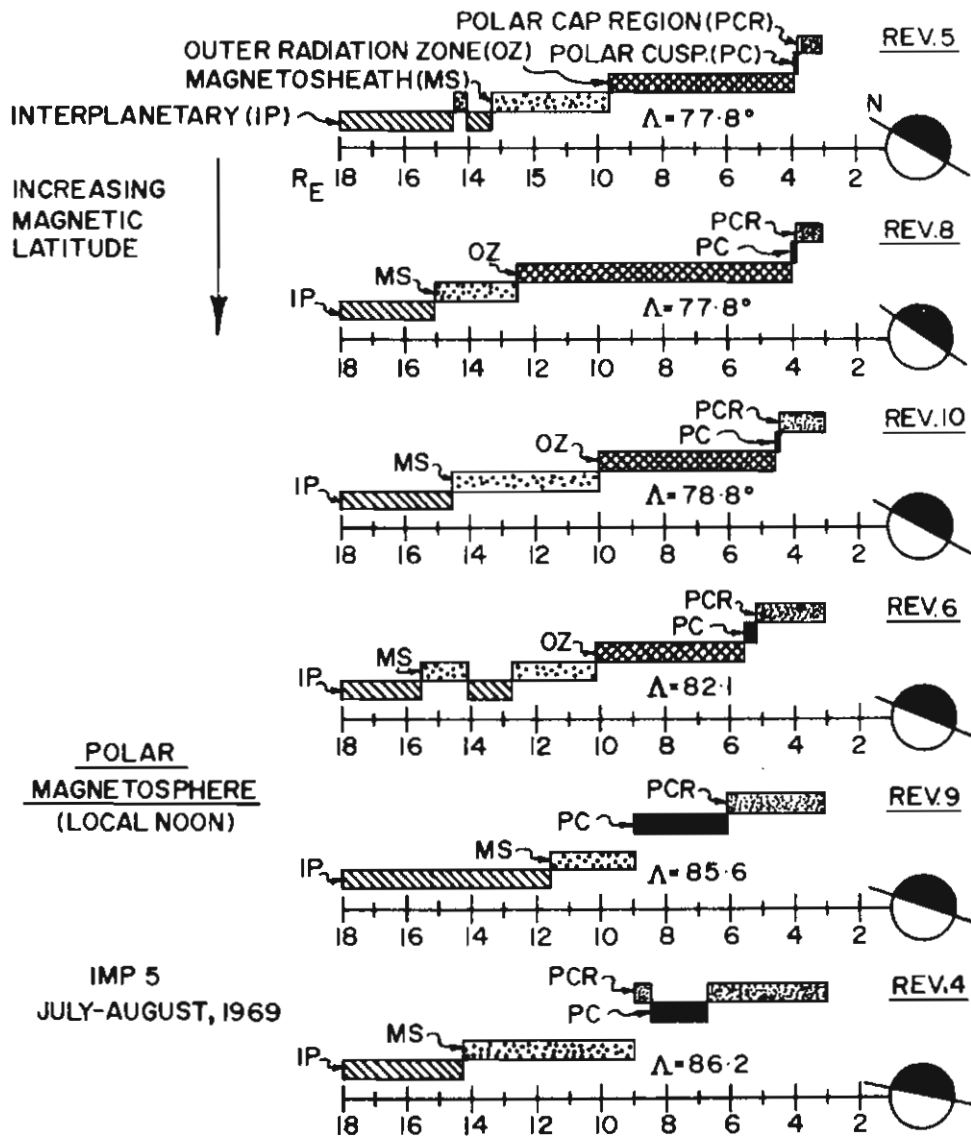 POLAR CAP REGION (PCR)
REV.5
OUTER RADIATION ZONE (OZ)
POLAR CUSP.(PC)
MAGNETOSHEATH (MS)
INTERPLANETARY (IP)
Λ=77.8°
N
R_E
18 16 14 15 10 8 6 4 2
INCREASING
MAGNETIC
LATITUDE
PCR
REV.8
PC
OZ
MS
IP
Λ=77.8°
18 16 14 12 10 8 6 4 2
PCR
REV.10
PC
OZ
MS
IP
Λ=78.8°
18 16 14 12 10 8 6 4 2
PCR
REV.6
PC
OZ
MS
IP
Λ=82.1
18 16 14 12 10 8 6 4 2
POLAR
MAGNETOSPHERE
(LOCAL NOON)
PCR
REV.9
PC
MS
IP
Λ=85.6
18 16 14 12 10 8 6 4 2
IMP 5
JULY-AUGUST, 1969
PCR
REV.4
PC
MS
IP
Λ=86.2
18 16 14 12 10 8 6 4 2